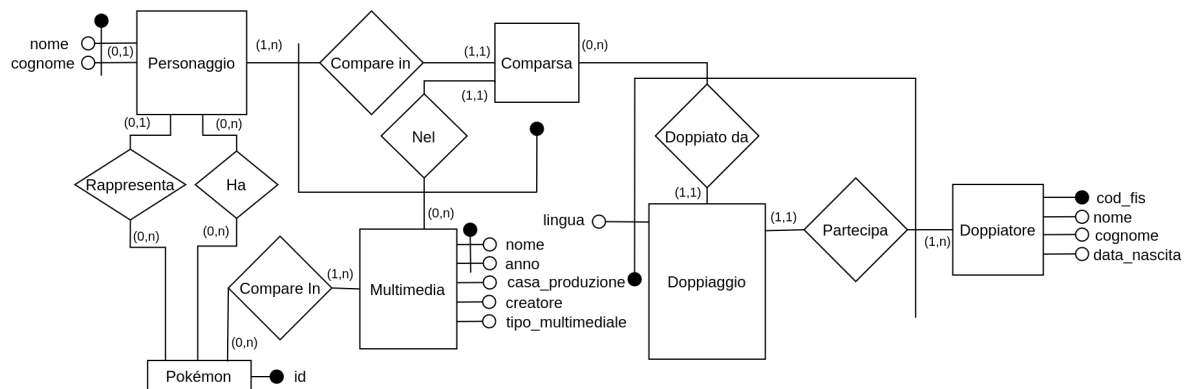 nome
(0,1)
cognome
Personaggio
(1,n)
Compare in
(1,1)
Comparsa
(0,n)
(1,1)
Nel
Doppiato da
(0,1)
(0,n)
Rappresenta
Ha
(0,n)
(0,n)
(0,n)
(1,1)
lingua
(1,1)
Partecipa
(1,n)
Doppiatore
cod_fis
nome
cognome
data_nascita
Compare In
(1,n)
Multimedia
nome
anno
casa_produzione
creatore
tipo_multimediale
Doppiaggio
(0,n)
Pokémon
id